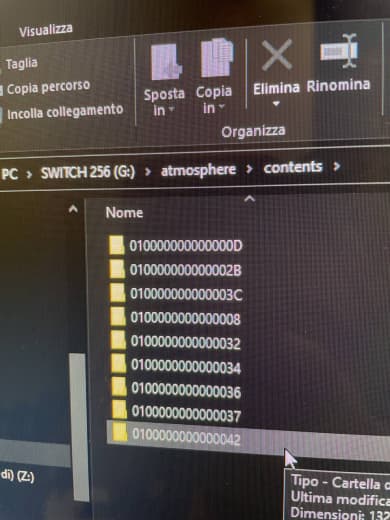 Visualizza
Taglia
Copia percorso
Incolla collegamento
Sposta in
Copia in
Elimina
Rinomina
Organizza
PC > SWITCH 256 (G:) > atmosphere > contents >
Nome
010000000000000D
010000000000002B
010000000000003C
0100000000000008
0100000000000032
0100000000000034
0100000000000036
0100000000000037
0100000000000042
di) (Z:)
Tipo - Cartella d
Ultima modifica
Dimensioni: 132